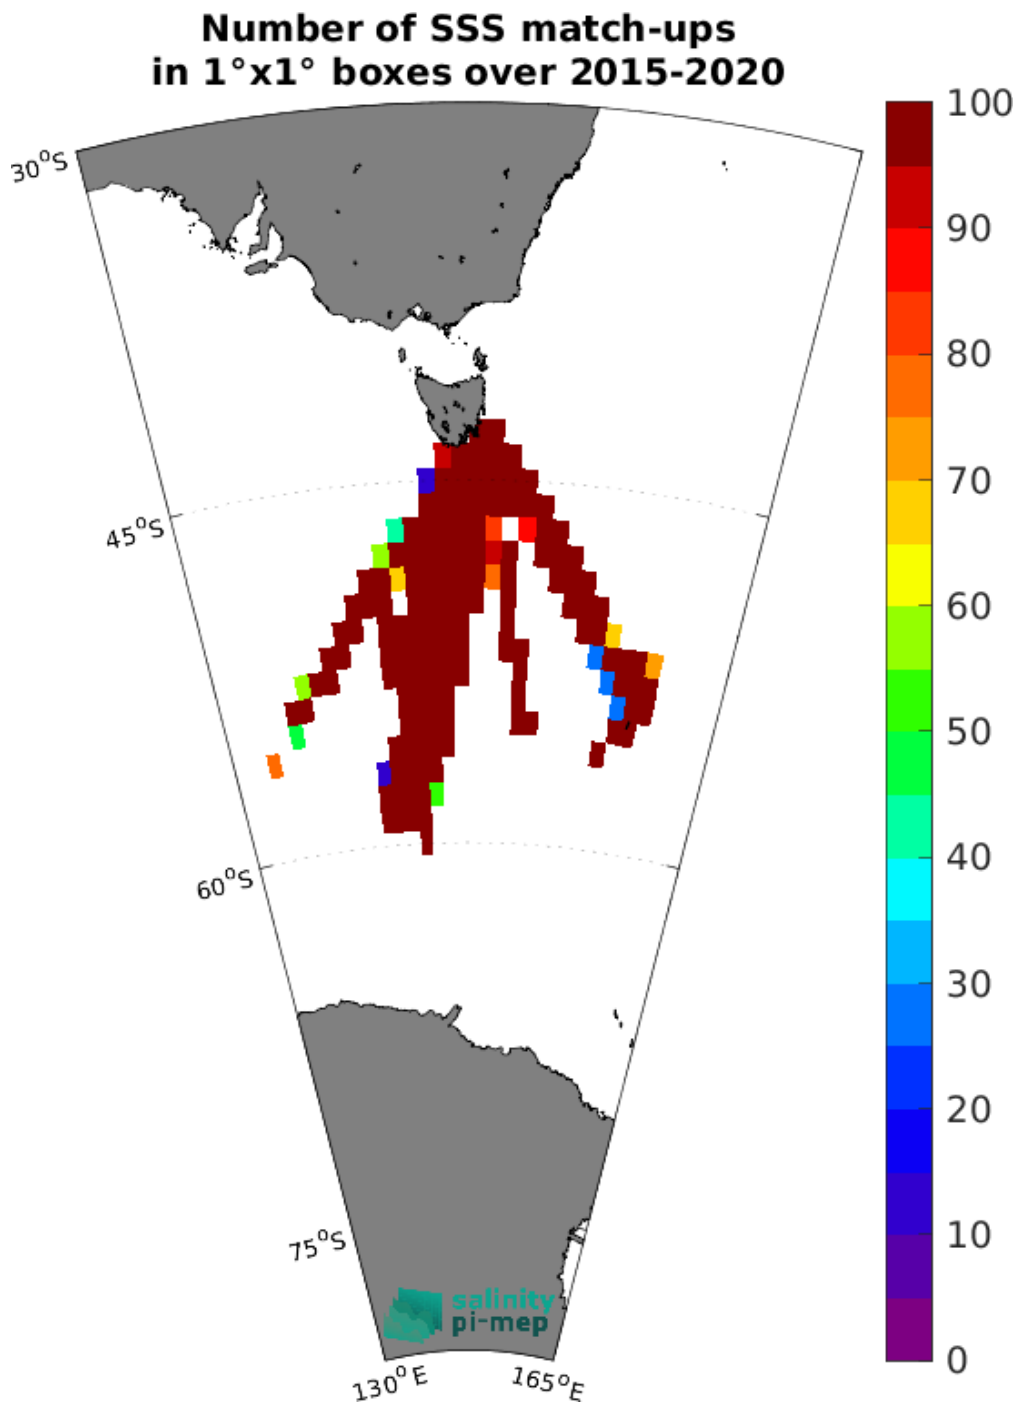 Number of SSS match-ups
in 1°x1° boxes over 2015-2020
100
30°S
90
80
70
45°S
60
50
40
60°S
30
20
10
75°S
salinity
pi-mep
0
130°E
165°E